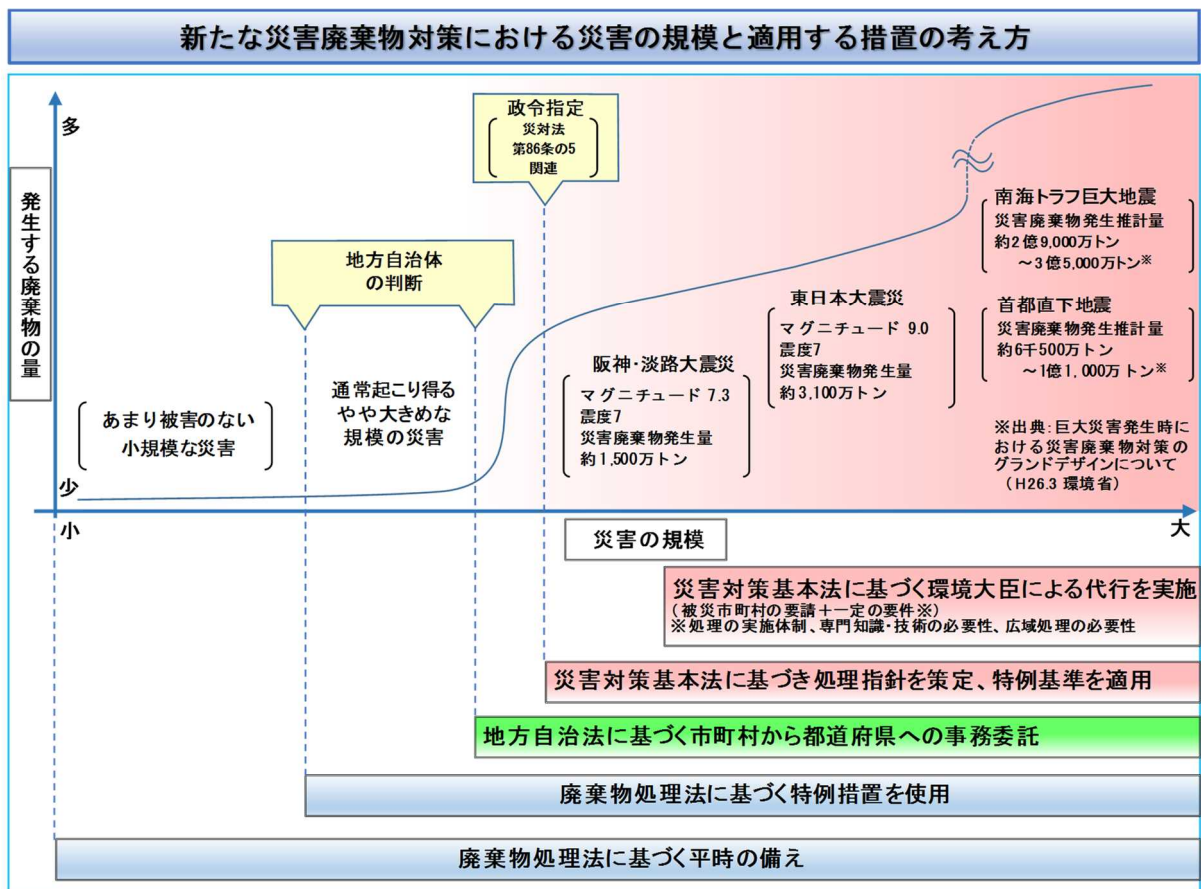 新たな災害廃棄物対策における災害の規模と適用する措置の考え方
多
発生する廃棄物の量
少
小
大
災害の規模
政令指定
災対法
第86条の5
関連
地方自治体
の判断
あまり被害のない
小規模な災害
通常起こり得る
やや大きめな
規模の災害
阪神・淡路大震災
マグニチュード 7.3
震度7
災害廃棄物発生量
約1,500万トン
東日本大震災
マグニチュード 9.0
震度7
災害廃棄物発生量
約3,100万トン
南海トラフ巨大地震
災害廃棄物発生推計量
約2億9,000万トン
～3億5,000万トン※
首都直下地震
災害廃棄物発生推計量
約6千500万トン
～1億1,000万トン※
※出典：巨大災害発生時に
おける災害廃棄物対策の
グランドデザインについて
（H26.3 環境省）
災害対策基本法に基づく環境大臣による代行を実施
（被災市町村の要請＋一定の要件※）
※処理の実施体制、専門知識・技術の必要性、広域処理の必要性
災害対策基本法に基づき処理指針を策定、特例基準を適用
地方自治法に基づく市町村から都道府県への事務委託
廃棄物処理法に基づく特例措置を使用
廃棄物処理法に基づく平時の備え